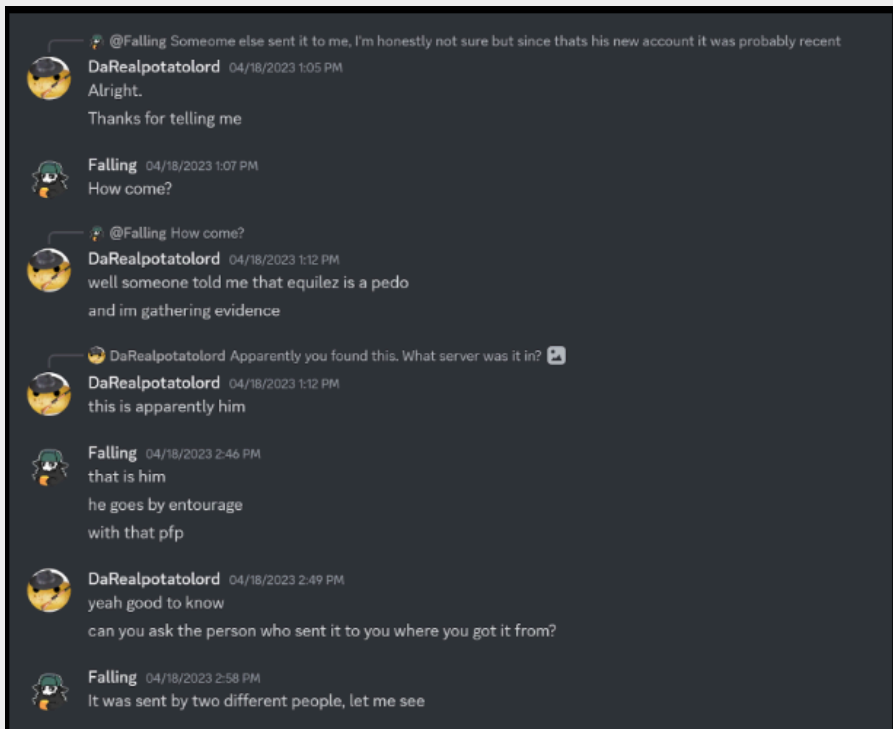 @Falling Someome else sent it to me, I'm honestly not sure but since thats his new account it was probably recent
DaRealpotatolord 04/18/2023 1:05 PM
Alright.
Thanks for telling me
Falling 04/18/2023 1:07 PM
How come?
@Falling How come?
DaRealpotatolord 04/18/2023 1:12 PM
well someone told me that equilez is a pedo
and im gathering evidence
DaRealpotatolord Apparently you found this. What server was it in?
DaRealpotatolord 04/18/2023 1:12 PM
this is apparently him
Falling 04/18/2023 2:46 PM
that is him
he goes by entourage
with that pfp
DaRealpotatolord 04/18/2023 2:49 PM
yeah good to know
can you ask the person who sent it to you where you got it from?
Falling 04/18/2023 2:58 PM
It was sent by two different people, let me see